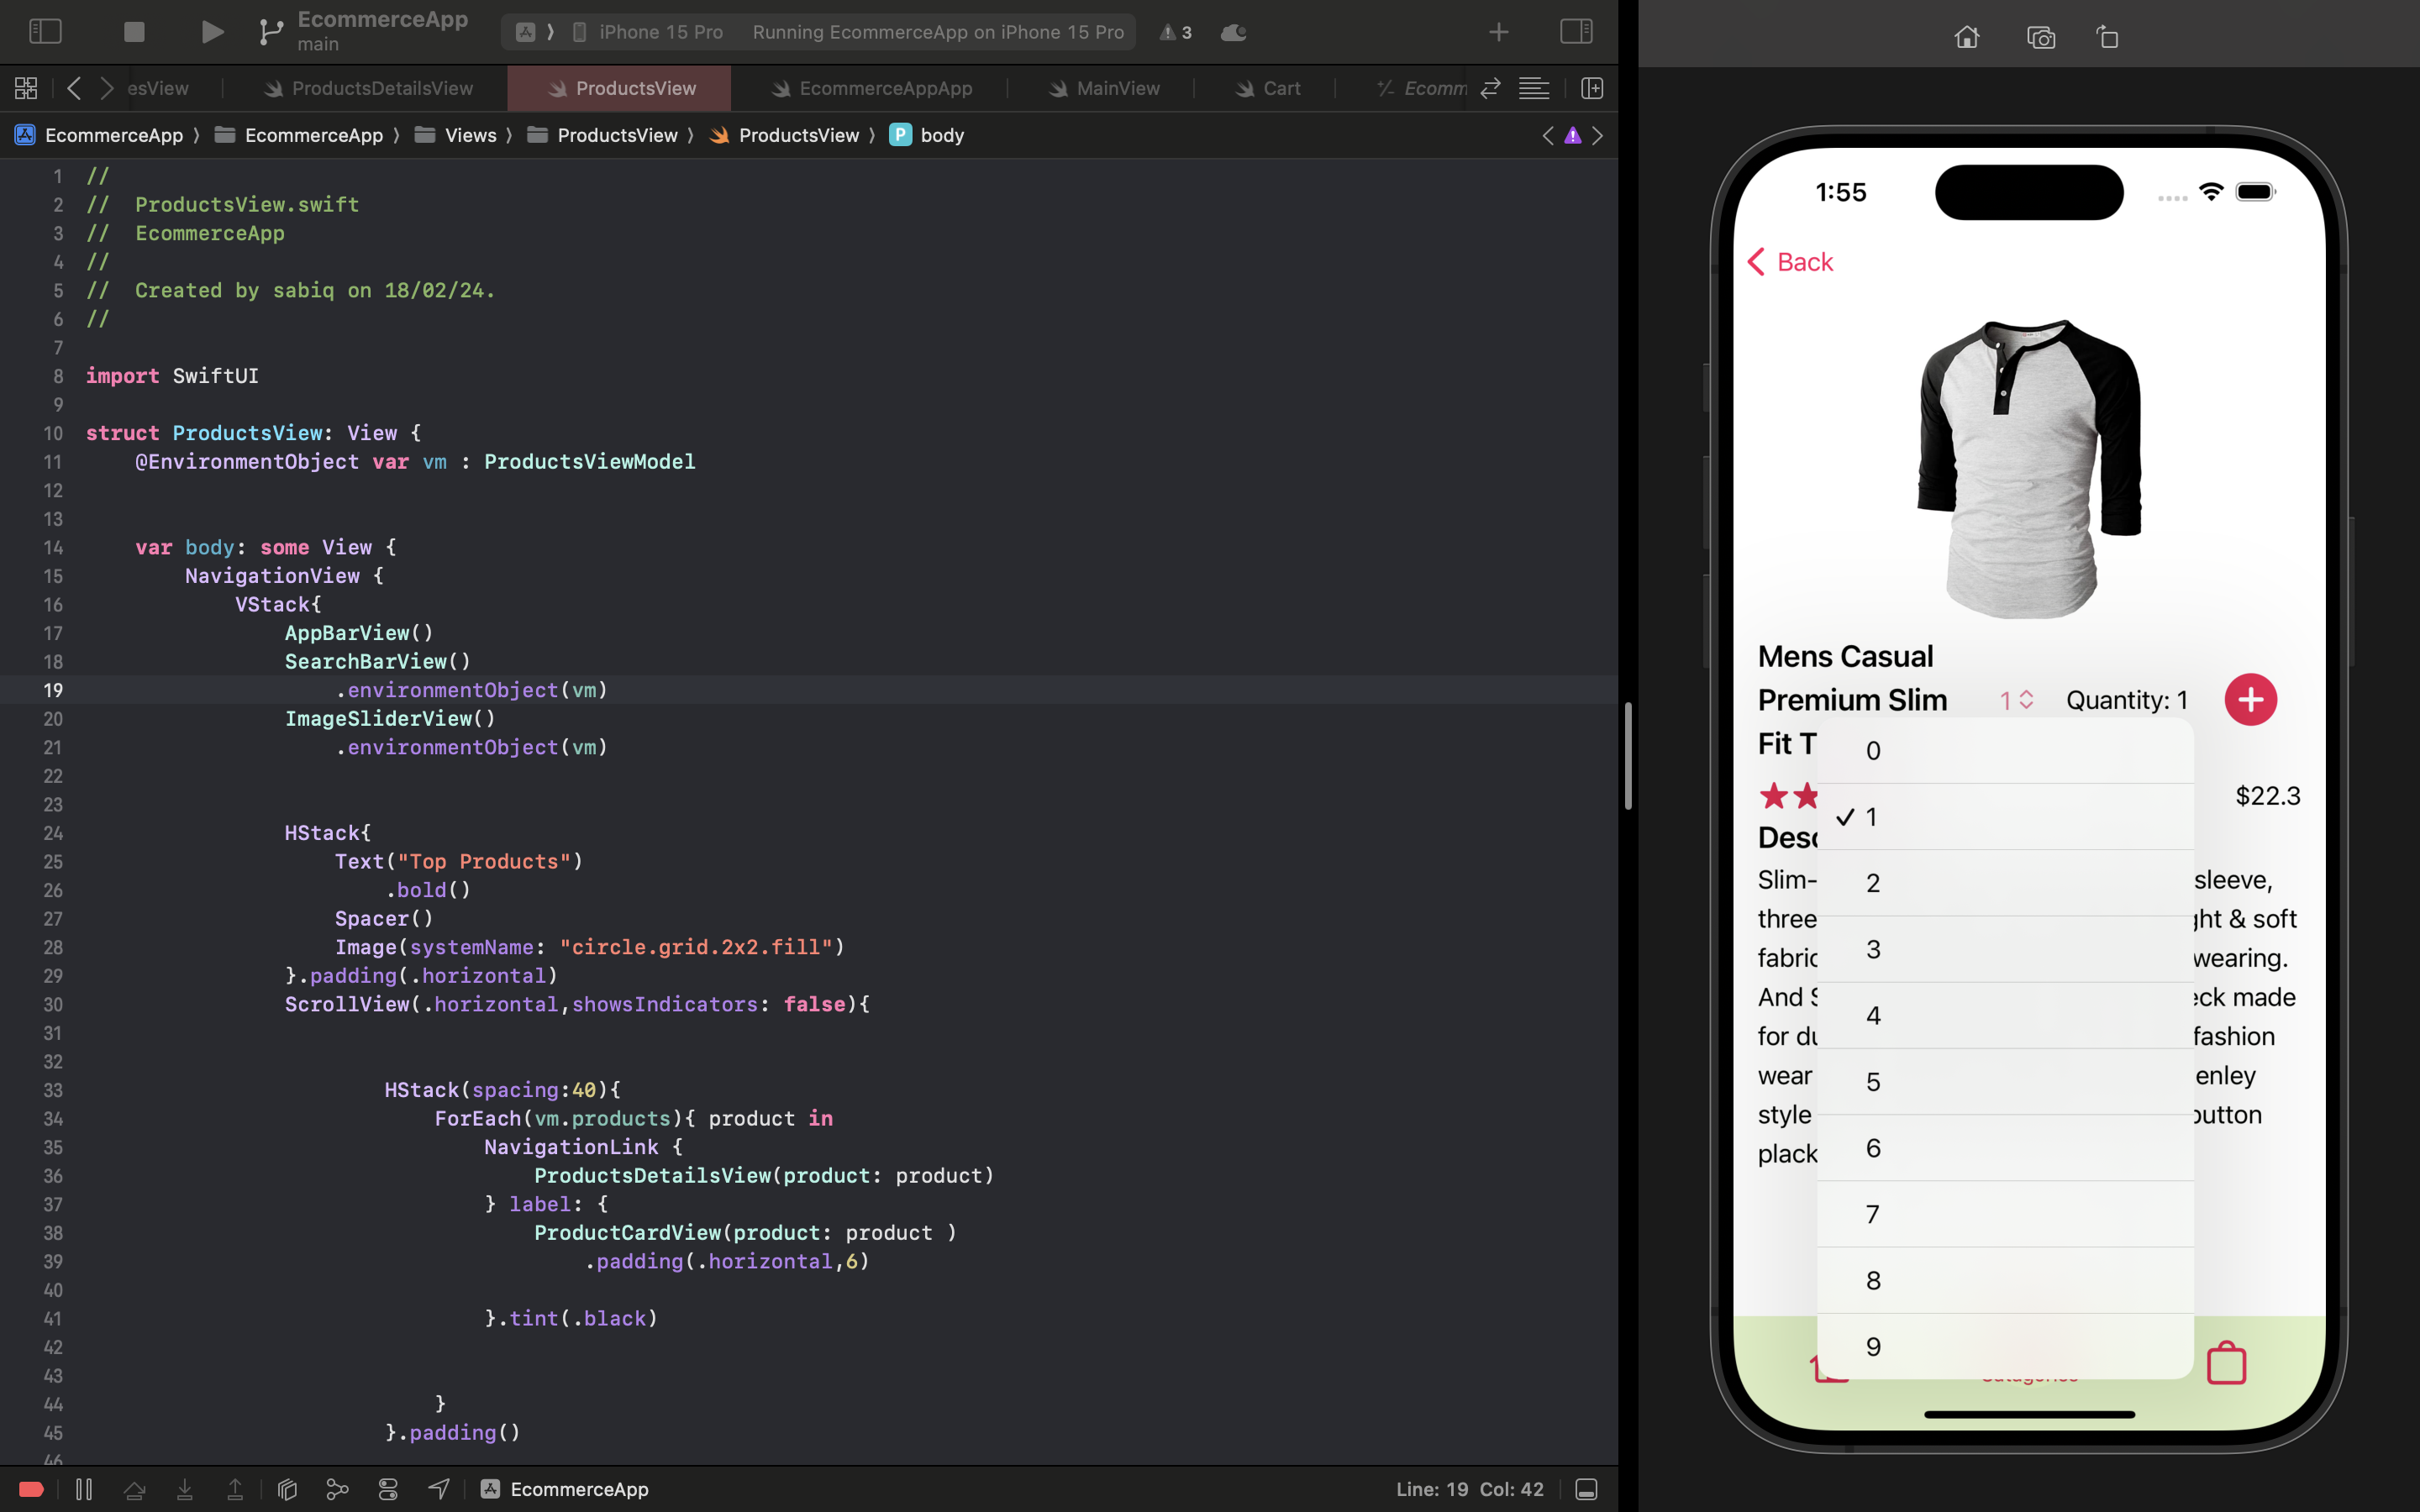 EcommerceApp
main
iPhone 15 Pro
Running EcommerceApp on iPhone 15 Pro
3
esView
ProductsDetailsView
ProductsView
EcommerceAppApp
MainView
Cart
Ecomm
EcommerceApp 〉 EcommerceApp 〉 Views 〉 ProductsView 〉 ProductsView 〉 P body
1 //
2 //  ProductsView.swift
3 //  EcommerceApp
4 //
5 //  Created by sabiq on 18/02/24.
6 //
7
8 import SwiftUI
9
10 struct ProductsView: View {
11     @EnvironmentObject var vm : ProductsViewModel
12
13
14     var body: some View {
15         NavigationView {
16             VStack{
17                 AppBarView()
18                 SearchBarView()
19                     .environmentObject(vm)
20                 ImageSliderView()
21                     .environmentObject(vm)
22
23
24                 HStack{
25                     Text("Top Products")
26                         .bold()
27                     Spacer()
28                     Image(systemName: "circle.grid.2x2.fill")
29                 }.padding(.horizontal)
30                 ScrollView(.horizontal,showsIndicators: false){
31
32
33                         HStack(spacing:40){
34                             ForEach(vm.products){ product in
35                                 NavigationLink {
36                                     ProductsDetailsView(product: product)
37                                 } label: {
38                                     ProductCardView(product: product )
39                                         .padding(.horizontal,6)
40
41                                 }.tint(.black)
42
43
44                             }
45                         }.padding()
46
EcommerceApp
Line: 19 Col: 42
1:55
Back
Mens Casual
Premium Slim
1
Quantity: 1
Fit T
0
$22.3
1
Desc
2
Slim-
sleeve,
three
ght & soft
3
fabric
wearing.
And S
eck made
4
for du
fashion
5
wear
enley
style
button
6
plack
7
8
9